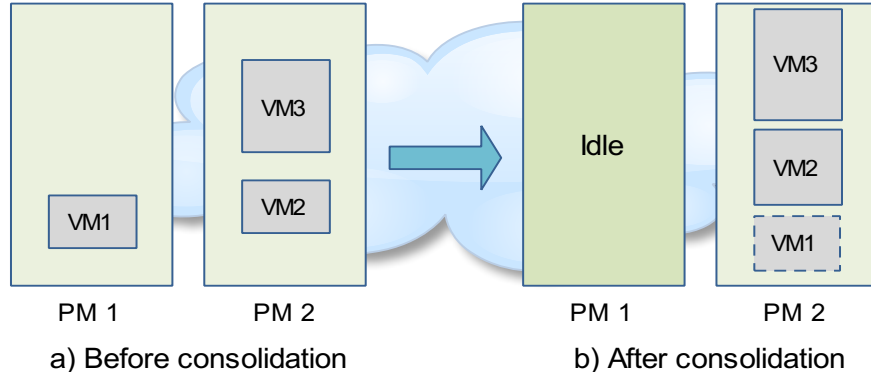 VM1
PM 1
VM3
VM2
PM 2
a) Before consolidation
Idle
PM 1
VM3
VM2
VM1
PM 2
b) After consolidation